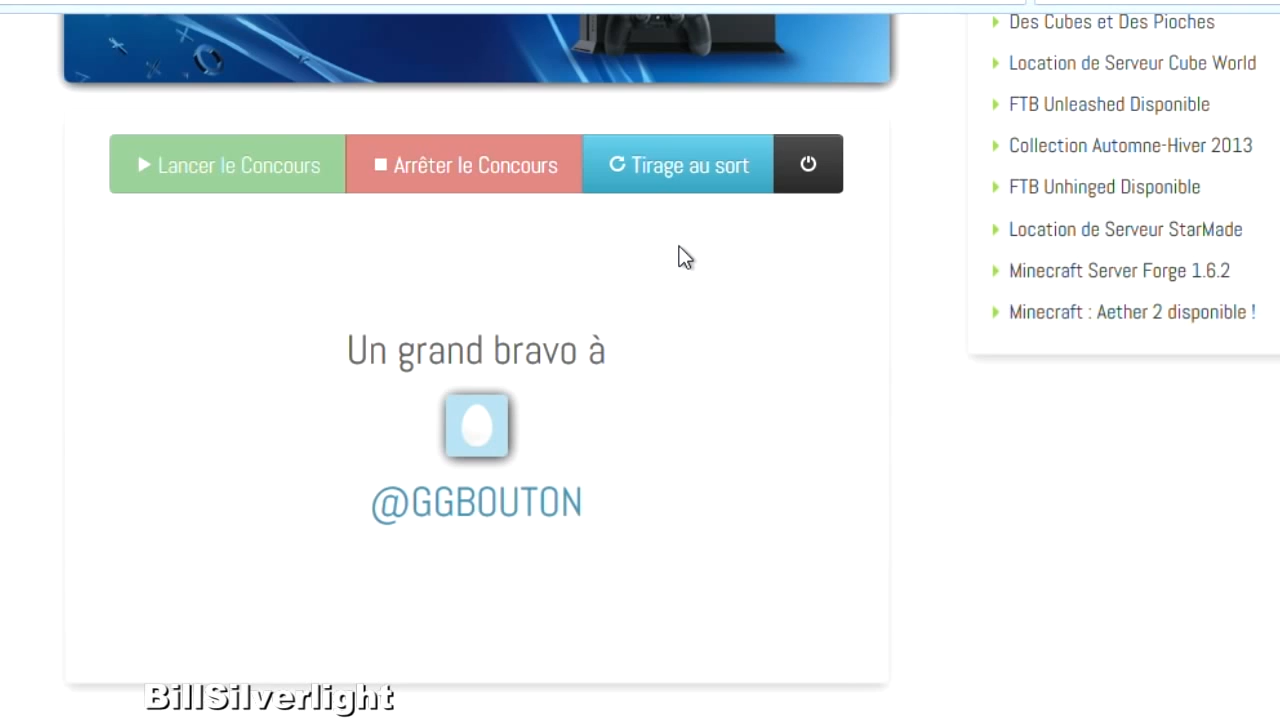 Lancer le Concours
Arrêter le Concours
Tirage au sort
Un grand bravo à
@GGBOUTON
Des Cubes et Des Pioches
Location de Serveur Cube World
FTB Unleashed Disponible
Collection Automne-Hiver 2013
FTB Unhinged Disponible
Location de Serveur StarMade
Minecraft Server Forge 1.6.2
Minecraft : Aether 2 disponible !
BillSilverlight